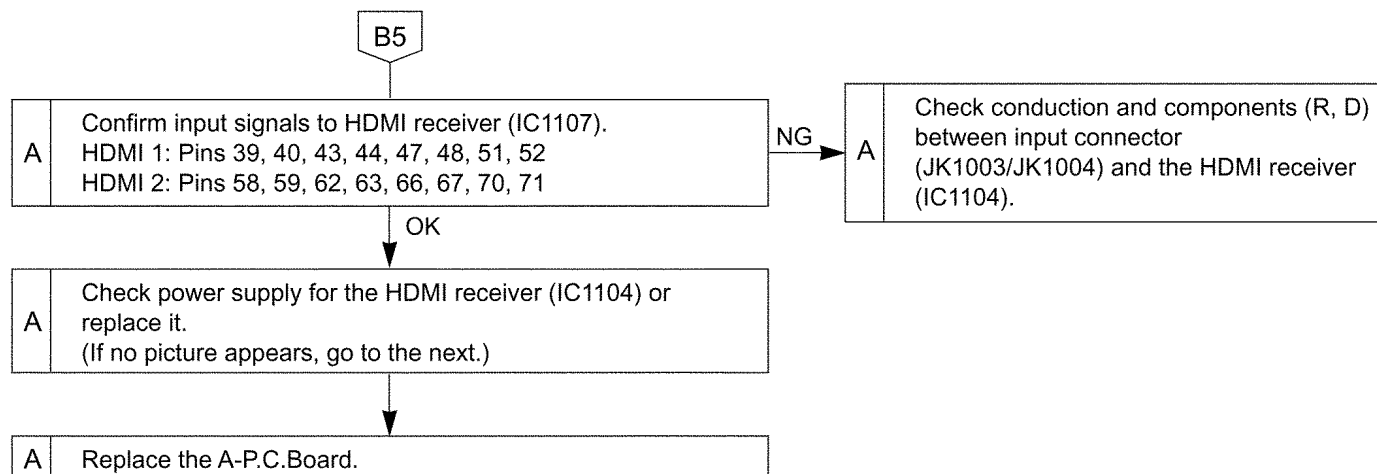 B5
A
Confirm input signals to HDMI receiver (IC1107).
HDMI 1: Pins 39, 40, 43, 44, 47, 48, 51, 52
HDMI 2: Pins 58, 59, 62, 63, 66, 67, 70, 71
NG
A
Check conduction and components (R, D)
between input connector
(JK1003/JK1004) and the HDMI receiver
(IC1104).
OK
A
Check power supply for the HDMI receiver (IC1104) or
replace it.
(If no picture appears, go to the next.)
A
Replace the A-P.C.Board.